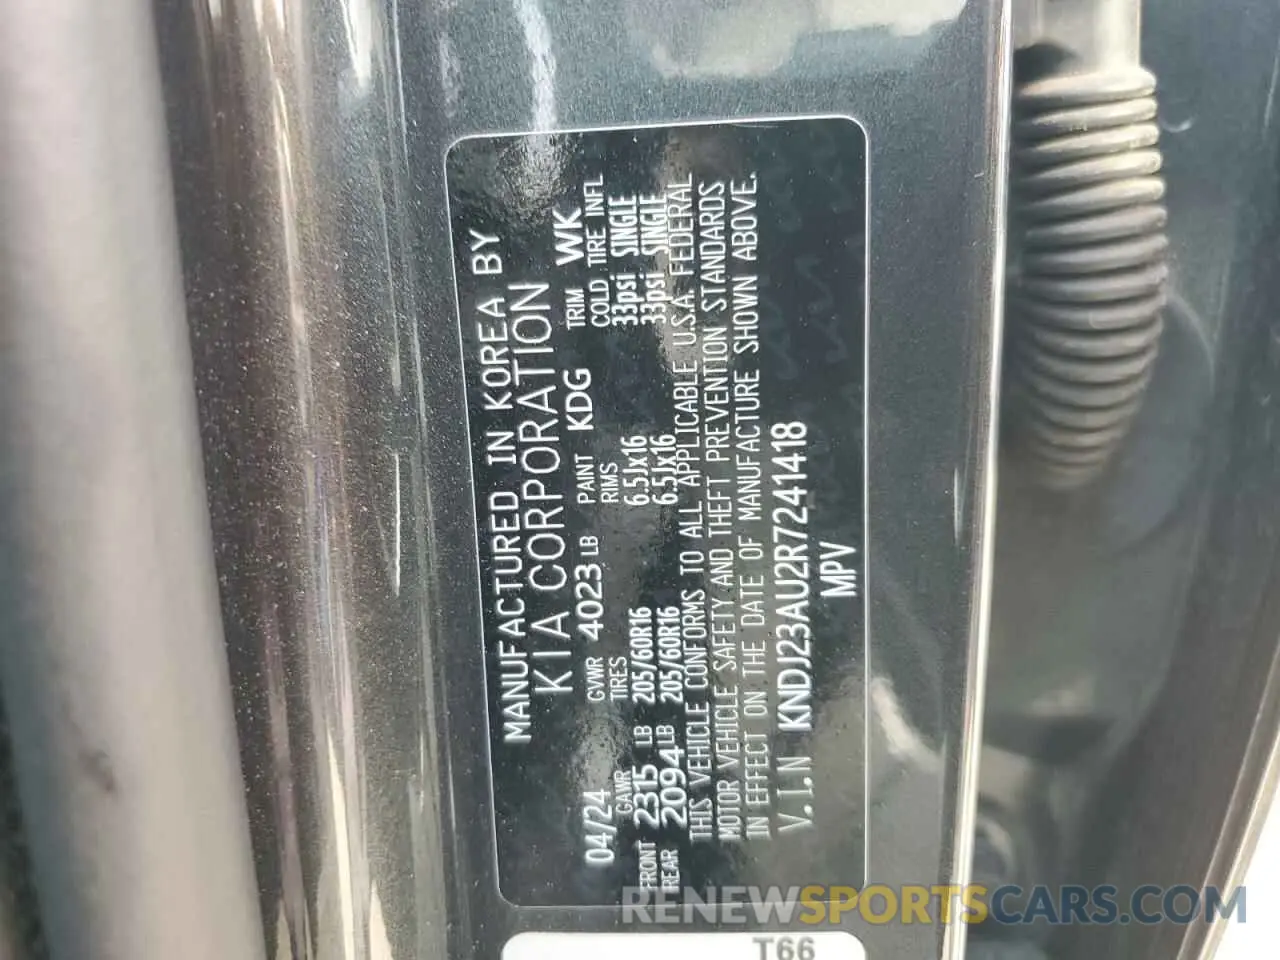 MANUFACTURED IN KOREA BY
KIA CORPORATION
04/24 GVWR 4023 LB PAINT KDG TRIM WK
GAWR TIRES RIMS COLD TIRE INFL
FRONT 2315 LB 205/60R16 6.5Jx16 33psi SINGLE
REAR 2094 LB 205/60R16 6.5Jx16 33psi SINGLE
THIS VEHICLE CONFORMS TO ALL APPLICABLE U.S.A. FEDERAL
MOTOR VEHICLE SAFETY AND THEFT PREVENTION STANDARDS
IN EFFECT ON THE DATE OF MANUFACTURE SHOWN ABOVE.
V.I.N KNDJ23AU2R7241418
MPV
T66
RENEWSPORTSCARS.COM